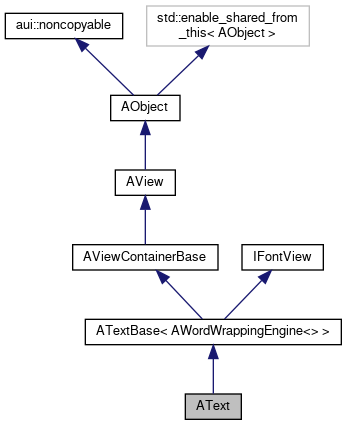 aui::noncopyable
std::enable_shared_from
_this< AObject >
AObject
AView
AViewContainerBase
IFontView
ATextBase< AWordWrappingEngine<> >
AText